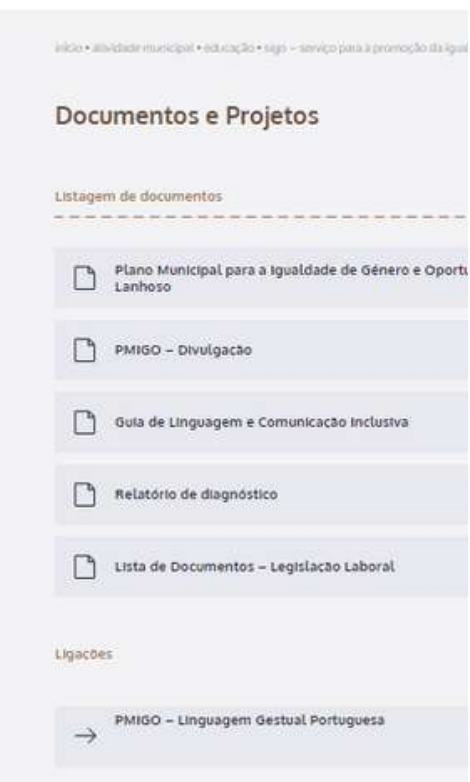 início • atividade municipal • educação • sigo – serviço para a promoção da igual
Documentos e Projetos
Listagem de documentos
Plano Municipal para a Igualdade de Género e Oportu
Lanhoso
PMIGO – Divulgação
Guia de Linguagem e Comunicação Inclusiva
Relatório de diagnóstico
Lista de Documentos – Legislação Laboral
Ligações
PMIGO – Linguagem Gestual Portuguesa